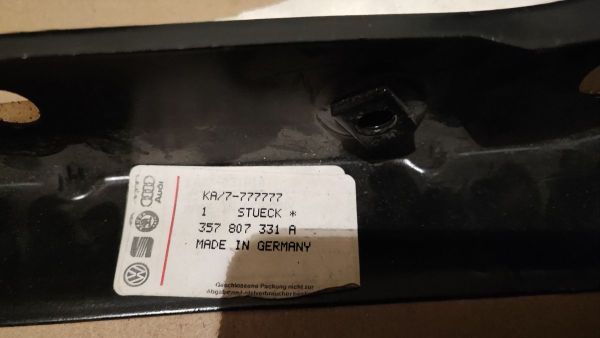 KA/7-777777
1 STUECK *
357 807 331 A
MADE IN GERMANY
Geschlossene Packung nicht zur
Audi